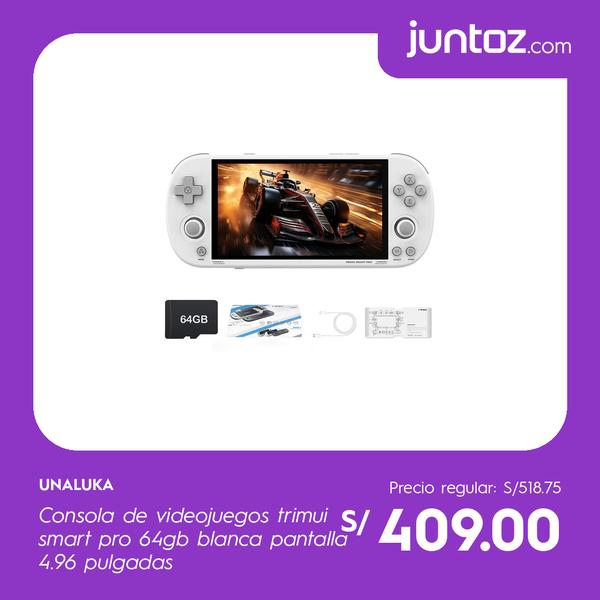 juntoz.com
64GB
UNALUKA
Precio regular: S/518.75
Consola de videojuegos trimui
smart pro 64gb blanca pantalla
4.96 pulgadas
S/ 409.00